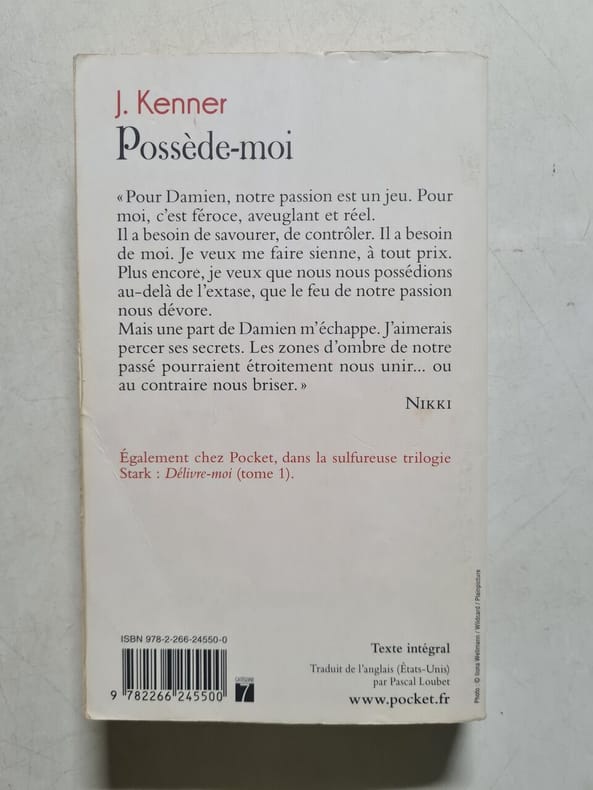 J. Kenner
Possède-moi
« Pour Damien, notre passion est un jeu. Pour
moi, c'est féroce, aveuglant et réel.
Il a besoin de savourer, de contrôler. Il a besoin
de moi. Je veux me faire sienne, à tout prix.
Plus encore, je veux que nous nous possédions
au-delà de l'extase, que le feu de notre passion
nous dévore.
Mais une part de Damien m'échappe. J'aimerais
percer ses secrets. Les zones d'ombre de notre
passé pourraient étroitement nous unir... ou
au contraire nous briser. »
NIKKI
Également chez Pocket, dans la sulfureuse trilogie
Stark : Délivre-moi (tome 1).
ISBN 978-2-266-24550-0
9 782266 245500
CATÉGORIE
7
Texte intégral
Traduit de l'anglais (États-Unis)
par Pascal Loubet
www.pocket.fr
Photo : © Ilona Wellmann / Wildcard / Plainpicture